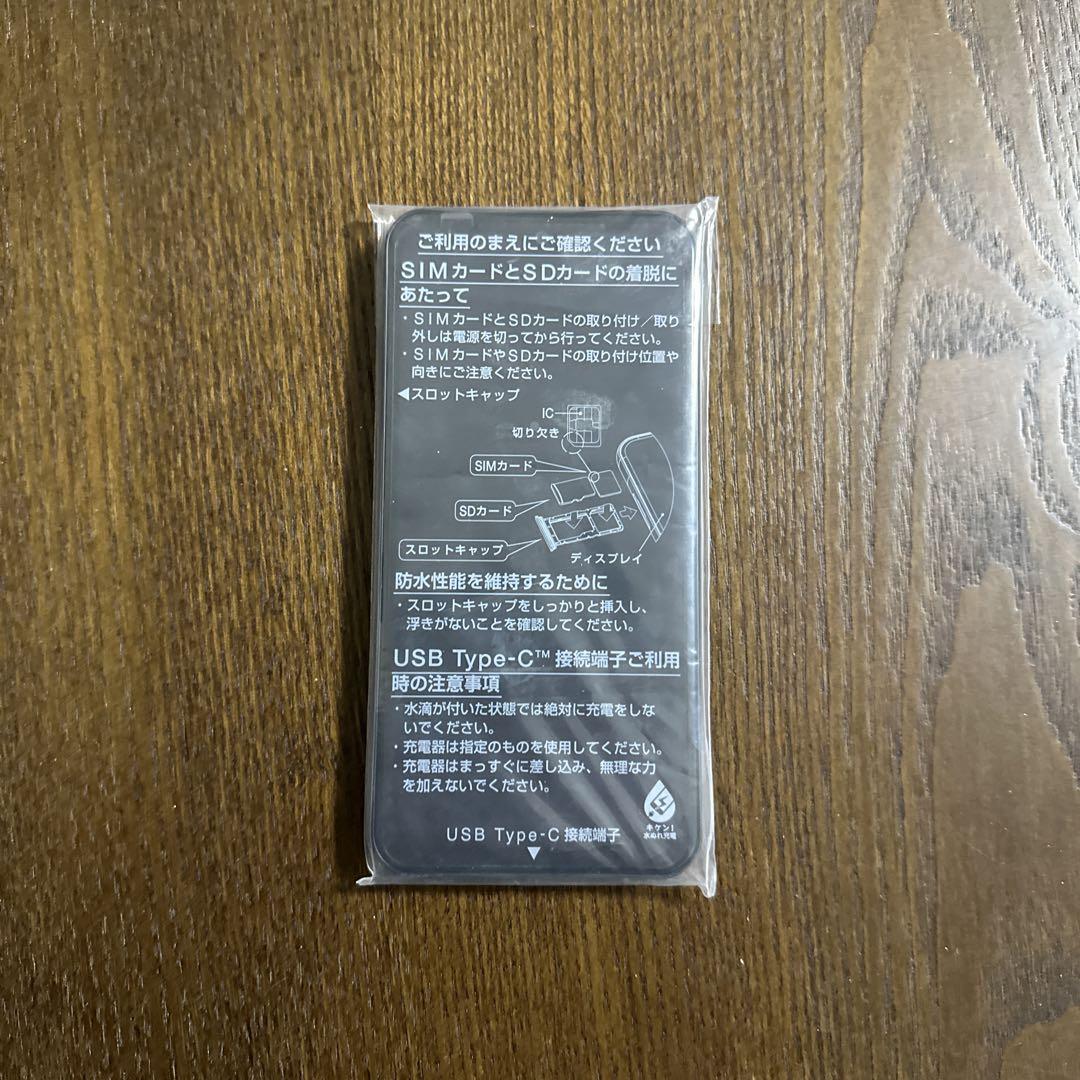 ご利用のまえにご確認ください
SIMカードとSDカードの着脱に
あたって
・SIMカードとSDカードの取り付け／取り
外しは電源を切ってから行ってください。
・SIMカードやSDカードの取り付け位置や
向きにご注意ください。
◀スロットキャップ
IC
切り欠き
SIMカード
SDカード
スロットキャップ
ディスプレイ
防水性能を維持するために
・スロットキャップをしっかりと挿入し、
浮きがないことを確認してください。
USB Type-C™ 接続端子ご利用
時の注意事項
・水滴が付いた状態では絶対に充電をしな
いでください。
・充電器は指定のものを使用してください。
・充電器はまっすぐに差し込み、無理な力
を加えないでください。
キケン!
水ぬれ充電
USB Type-C 接続端子
▼